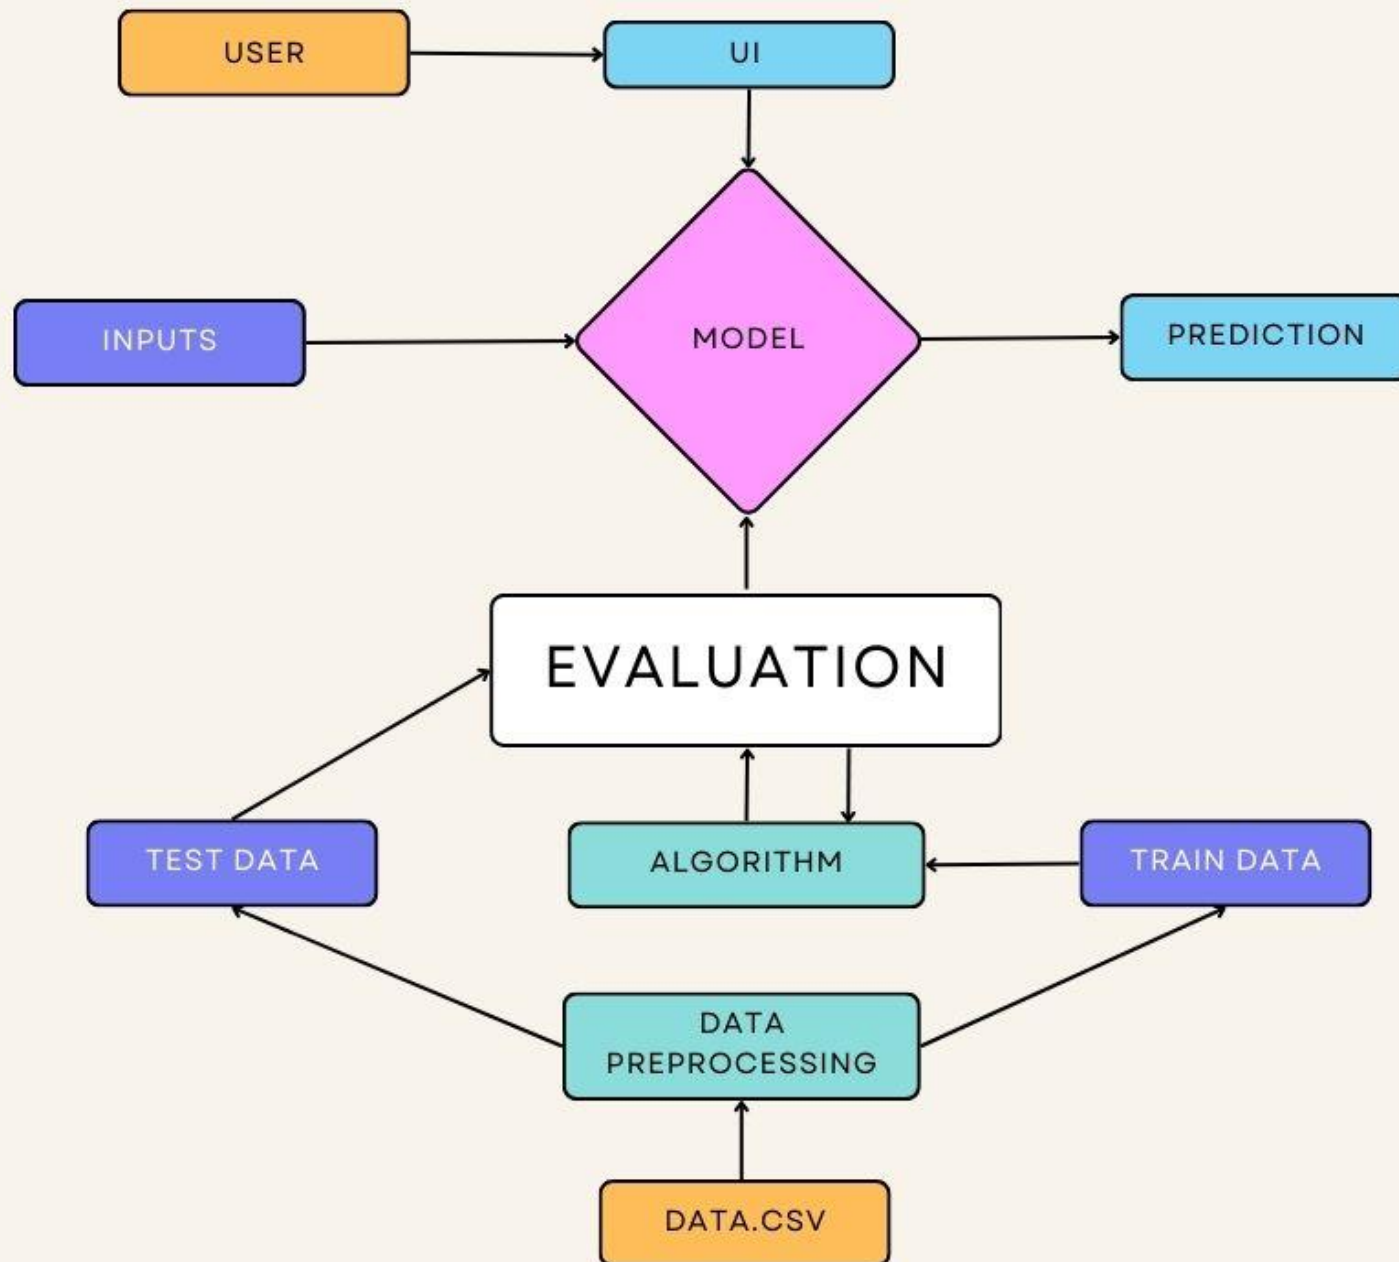 USER
UI
INPUTS
MODEL
PREDICTION
EVALUATION
TEST DATA
ALGORITHM
TRAIN DATA
DATA
PREPROCESSING
DATA.CSV